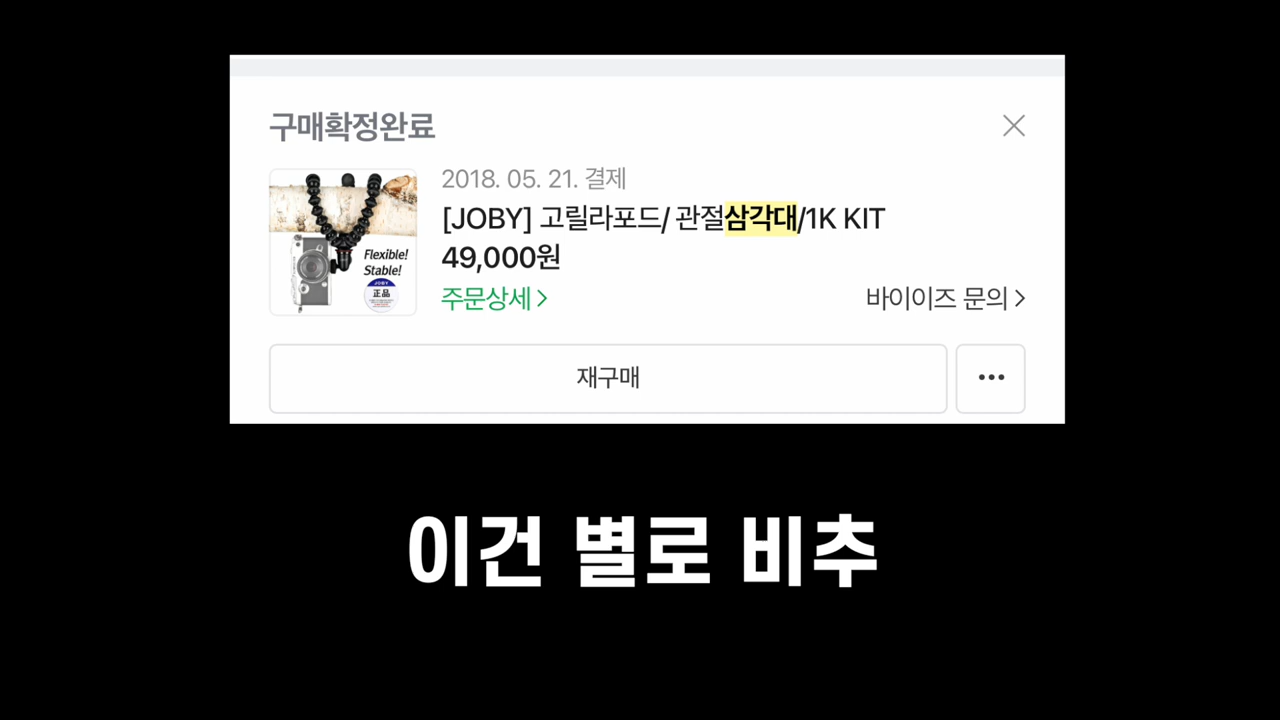 구매확정완료
2018. 05. 21. 결제
[JOBY] 고릴라포드/ 관절삼각대/1K KIT
49,000원
Flexible!
Stable!
JOBY
正品
주문상세
바이이즈 문의
재구매
이건 별로 비추